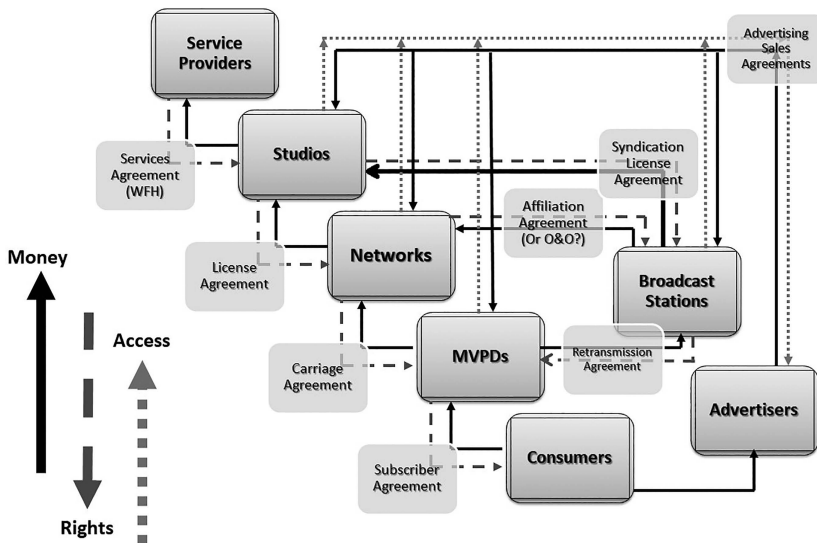 Service
Providers
Advertising
Sales
Agreements
Studios
Services
Agreement
(WFH)
Syndication
License
Agreement
Affiliation
Agreement
(Or O&O?)
Networks
License
Agreement
Broadcast
Stations
Money
Access
Rights
MVPDs
Carriage
Agreement
Retransmission
Agreement
Advertisers
Consumers
Subscriber
Agreement